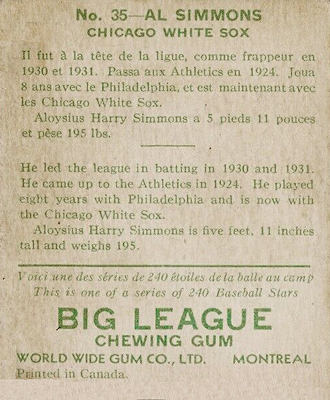 No. 35—AL SIMMONS
CHICAGO WHITE SOX
Il fut à la tête de la ligue, comme frappeur en
1930 et 1931. Passa aux Athletics en 1924. Joua
8 ans avec le Philadelphia, et est maintenant avec
les Chicago White Sox.
Aloysius Harry Simmons a 5 pieds 11 pouces
et pèse 195 lbs.
He led the league in batting in 1930 and 1931.
He came up to the Athletics in 1924. He played
eight years with Philadelphia and is now with
the Chicago White Sox.
Aloysius Harry Simmons is five feet, 11 inches
tall and weighs 195.
Voici une des séries de 240 étoiles de la balle au camp
This is one of a series of 240 Baseball Stars
BIG LEAGUE
CHEWING GUM
WORLD WIDE GUM CO., LTD. MONTREAL
Printed in Canada.